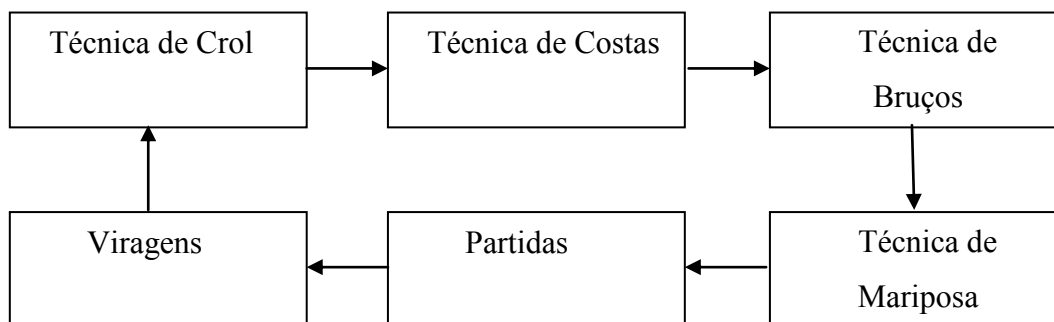 Técnica de Crol
Técnica de Costas
Técnica de
Bruços
Viragens
Partidas
Técnica de
Mariposa